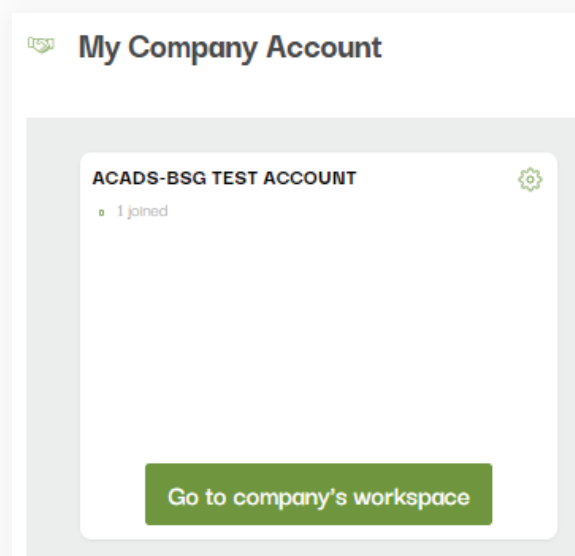 My Company Account
ACADS-BSG TEST ACCOUNT
1 joined
Go to company's workspace